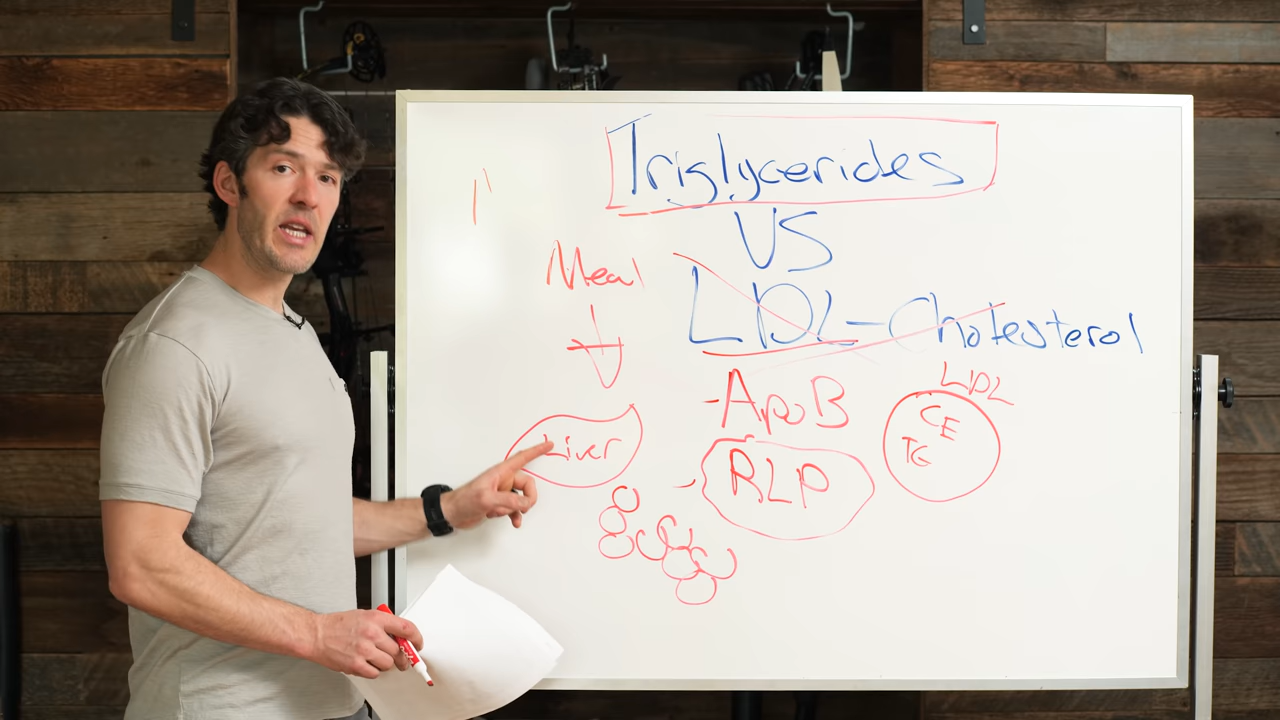 Triglycerides
VS
LDL-Cholesterol
Meal
Liver
- ApoB
- RLP
LDL
CE
TG